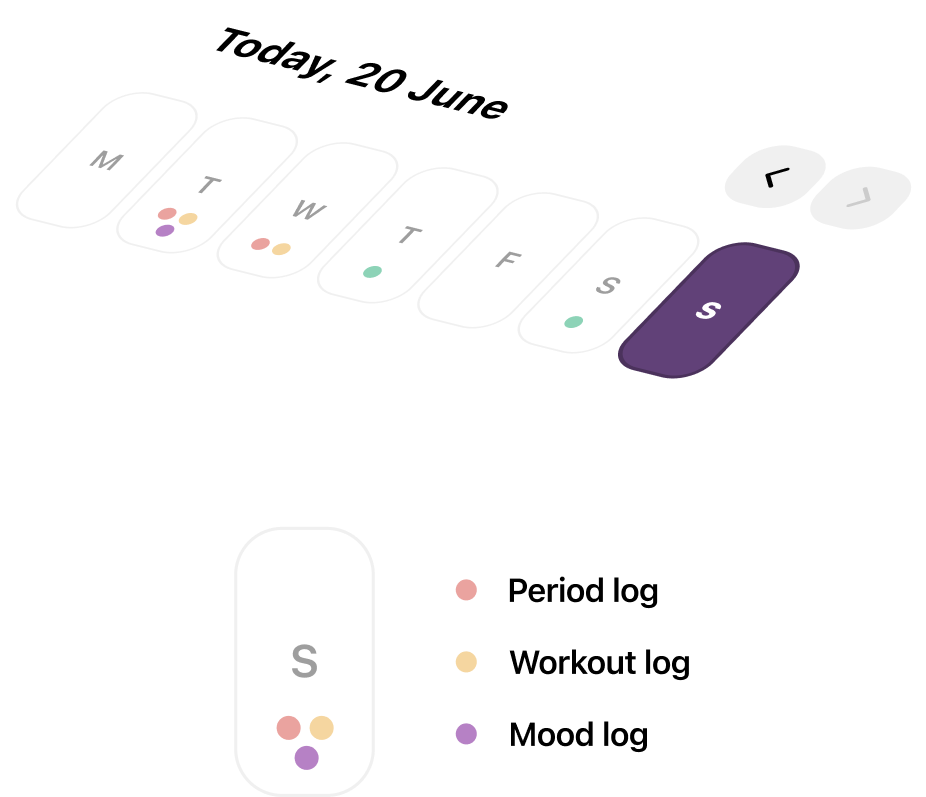 Today, 20 June
M T W T F S S
S
Period log
Workout log
Mood log